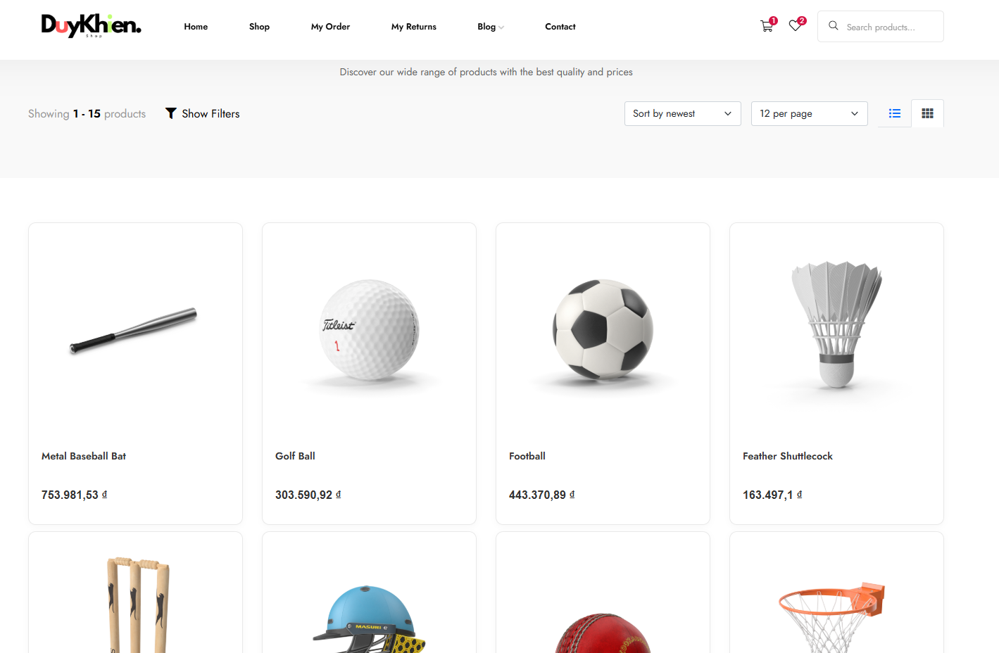 DuyKhien.
Shop
Home
Shop
My Order
My Returns
Blog
Contact
1
2
Search products...
Discover our wide range of products with the best quality and prices
Showing 1 - 15 products
Show Filters
Sort by newest
12 per page
Titleist
1
Metal Baseball Bat
Golf Ball
Football
Feather Shuttlecock
753.981,53 ₫
303.590,92 ₫
443.370,89 ₫
163.497,1 ₫
MASURI